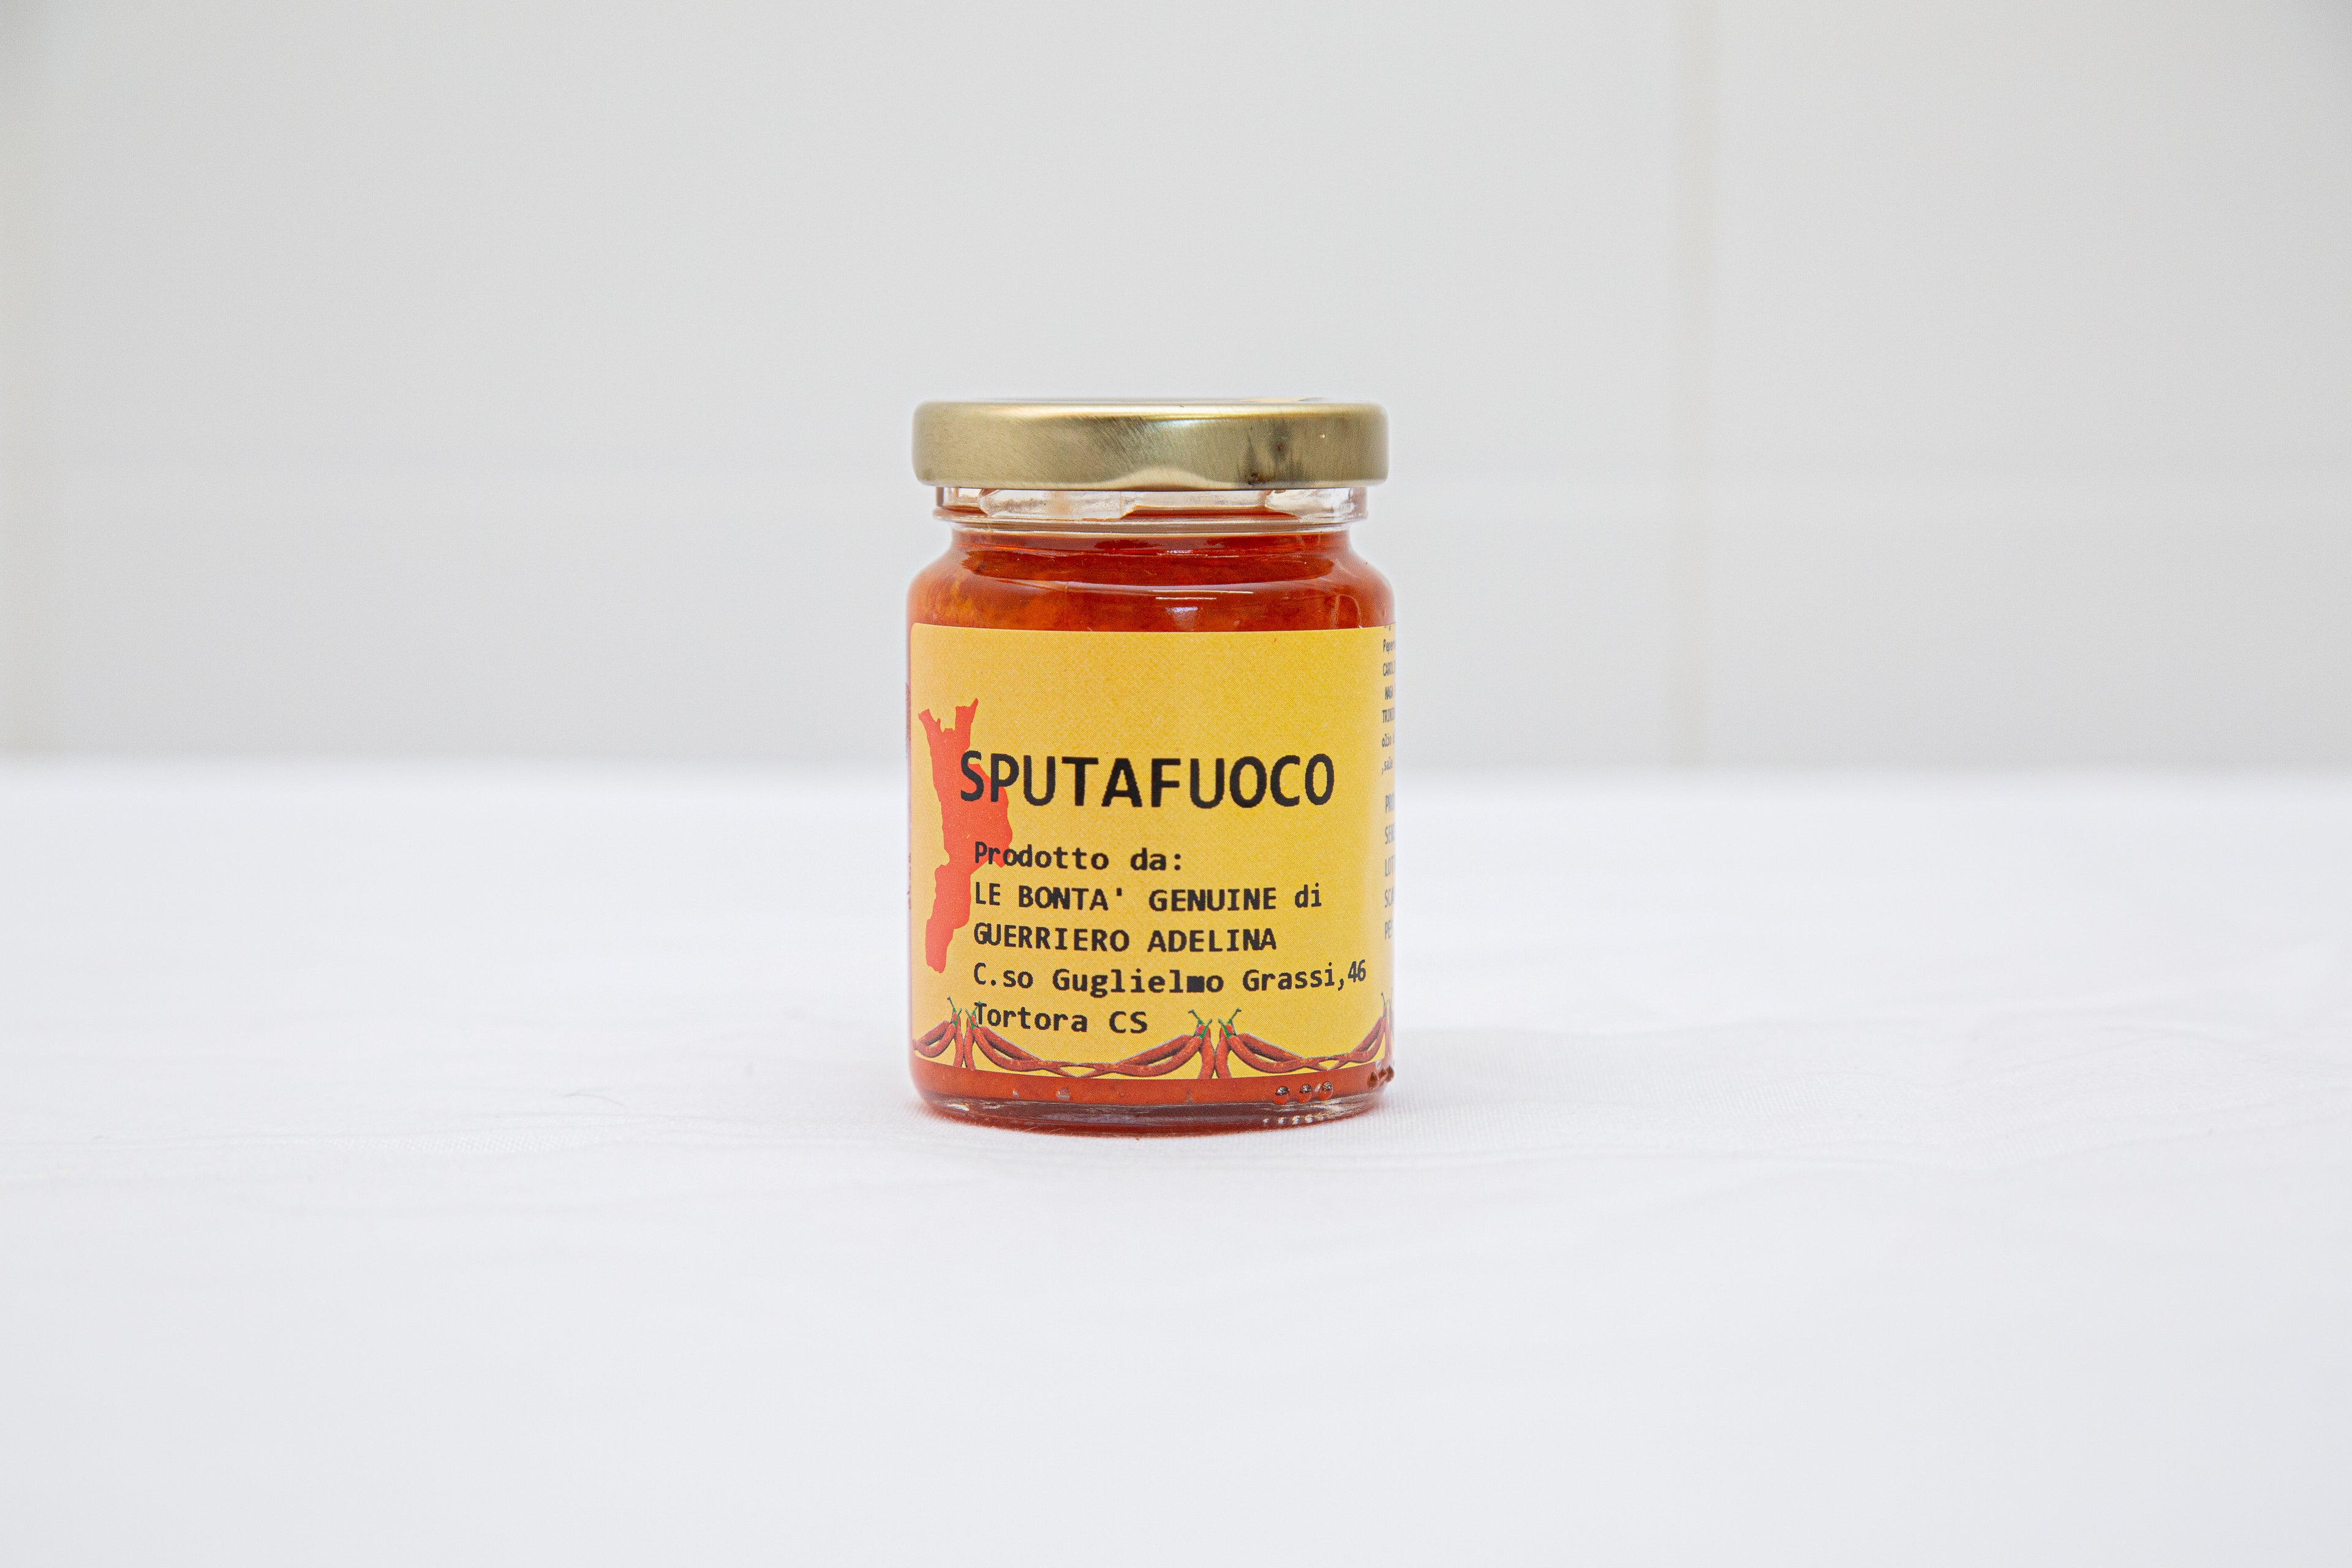 SPUTAFUOCO
Prodotto da:
LE BONTA' GENUINE di
GUERRIERO ADELINA
C.so Guglielmo Grassi,46
Tortora CS